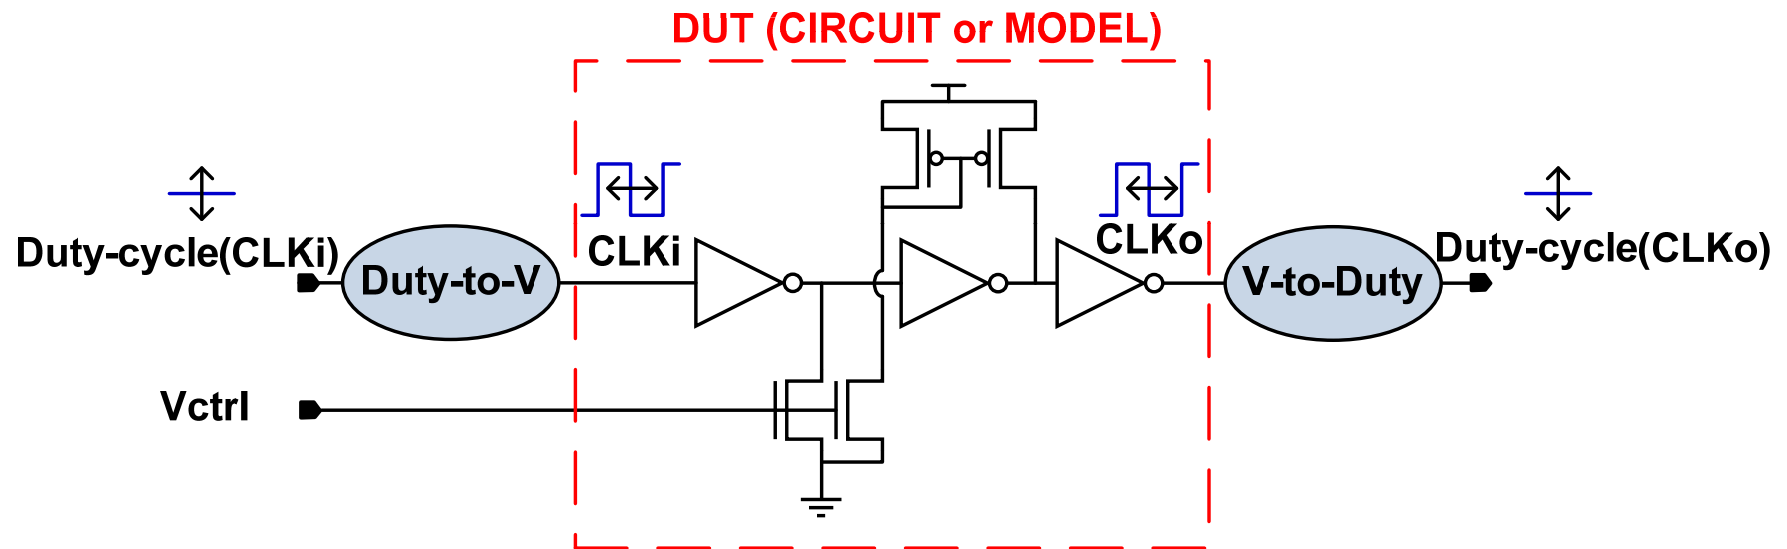 DUT (CIRCUIT or MODEL)
CLKi
CLKo
Duty-cycle(CLKi)
Duty-to-V
V-to-Duty
Duty-cycle(CLKo)
Vctrl